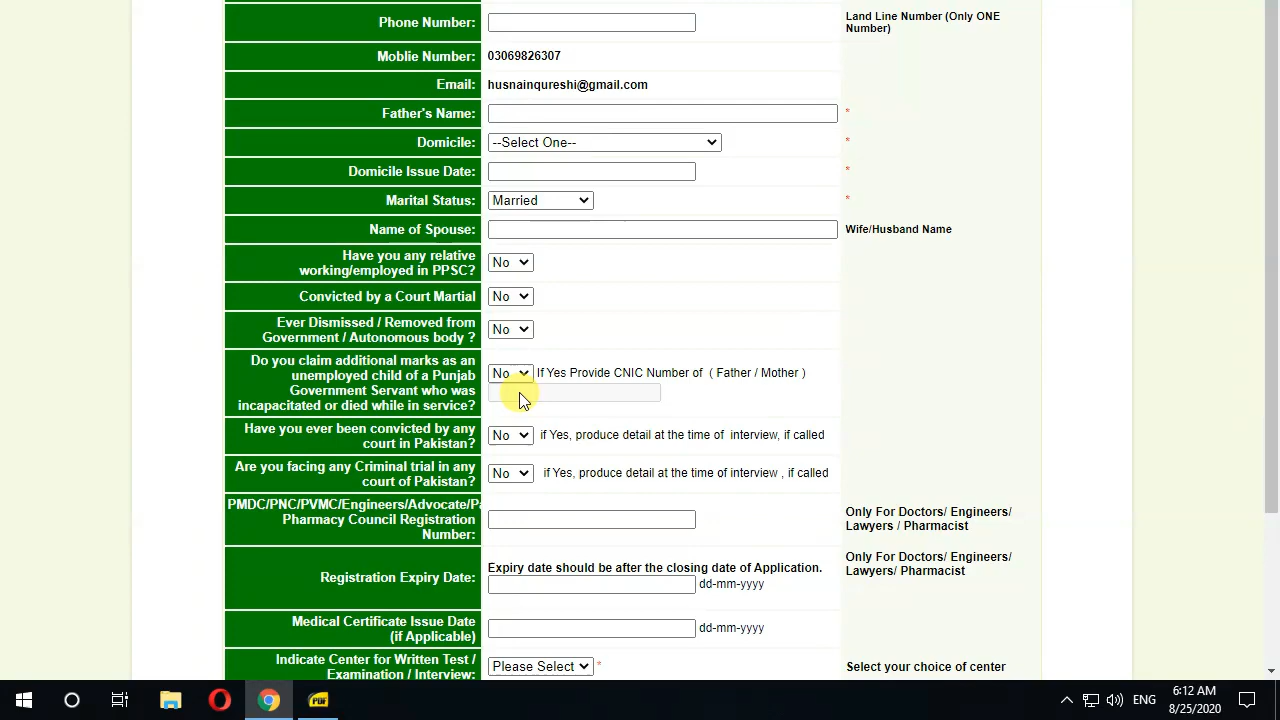 Phone Number:
Land Line Number (Only ONE
Number)
Moblie Number:
03069826307
Email:
husnainqureshi@gmail.com
Father's Name:
*
Domicile:
--Select One--
*
Domicile Issue Date:
*
Marital Status:
Married
*
Name of Spouse:
Wife/Husband Name
Have you any relative
working/employed in PPSC?
No
Convicted by a Court Martial
No
Ever Dismissed / Removed from
Government / Autonomous body ?
No
Do you claim additional marks as an
unemployed child of a Punjab
Government Servant who was
incapacitated or died while in service?
No
If Yes Provide CNIC Number of ( Father / Mother )
Have you ever been convicted by any
court in Pakistan?
No
if Yes, produce detail at the time of interview, if called
Are you facing any Criminal trial in any
court of Pakistan?
No
if Yes, produce detail at the time of interview , if called
PMDC/PNC/PVMC/Engineers/Advocate/Pa
Pharmacy Council Registration
Number:
Only For Doctors/ Engineers/
Lawyers / Pharmacist
Registration Expiry Date:
Expiry date should be after the closing date of Application.
dd-mm-yyyy
Only For Doctors/ Engineers/
Lawyers/ Pharmacist
Medical Certificate Issue Date
(if Applicable)
dd-mm-yyyy
Indicate Center for Written Test /
Examination / Interview:
Please Select
*
Select your choice of center
PDF
ENG
6:12 AM
8/25/2020